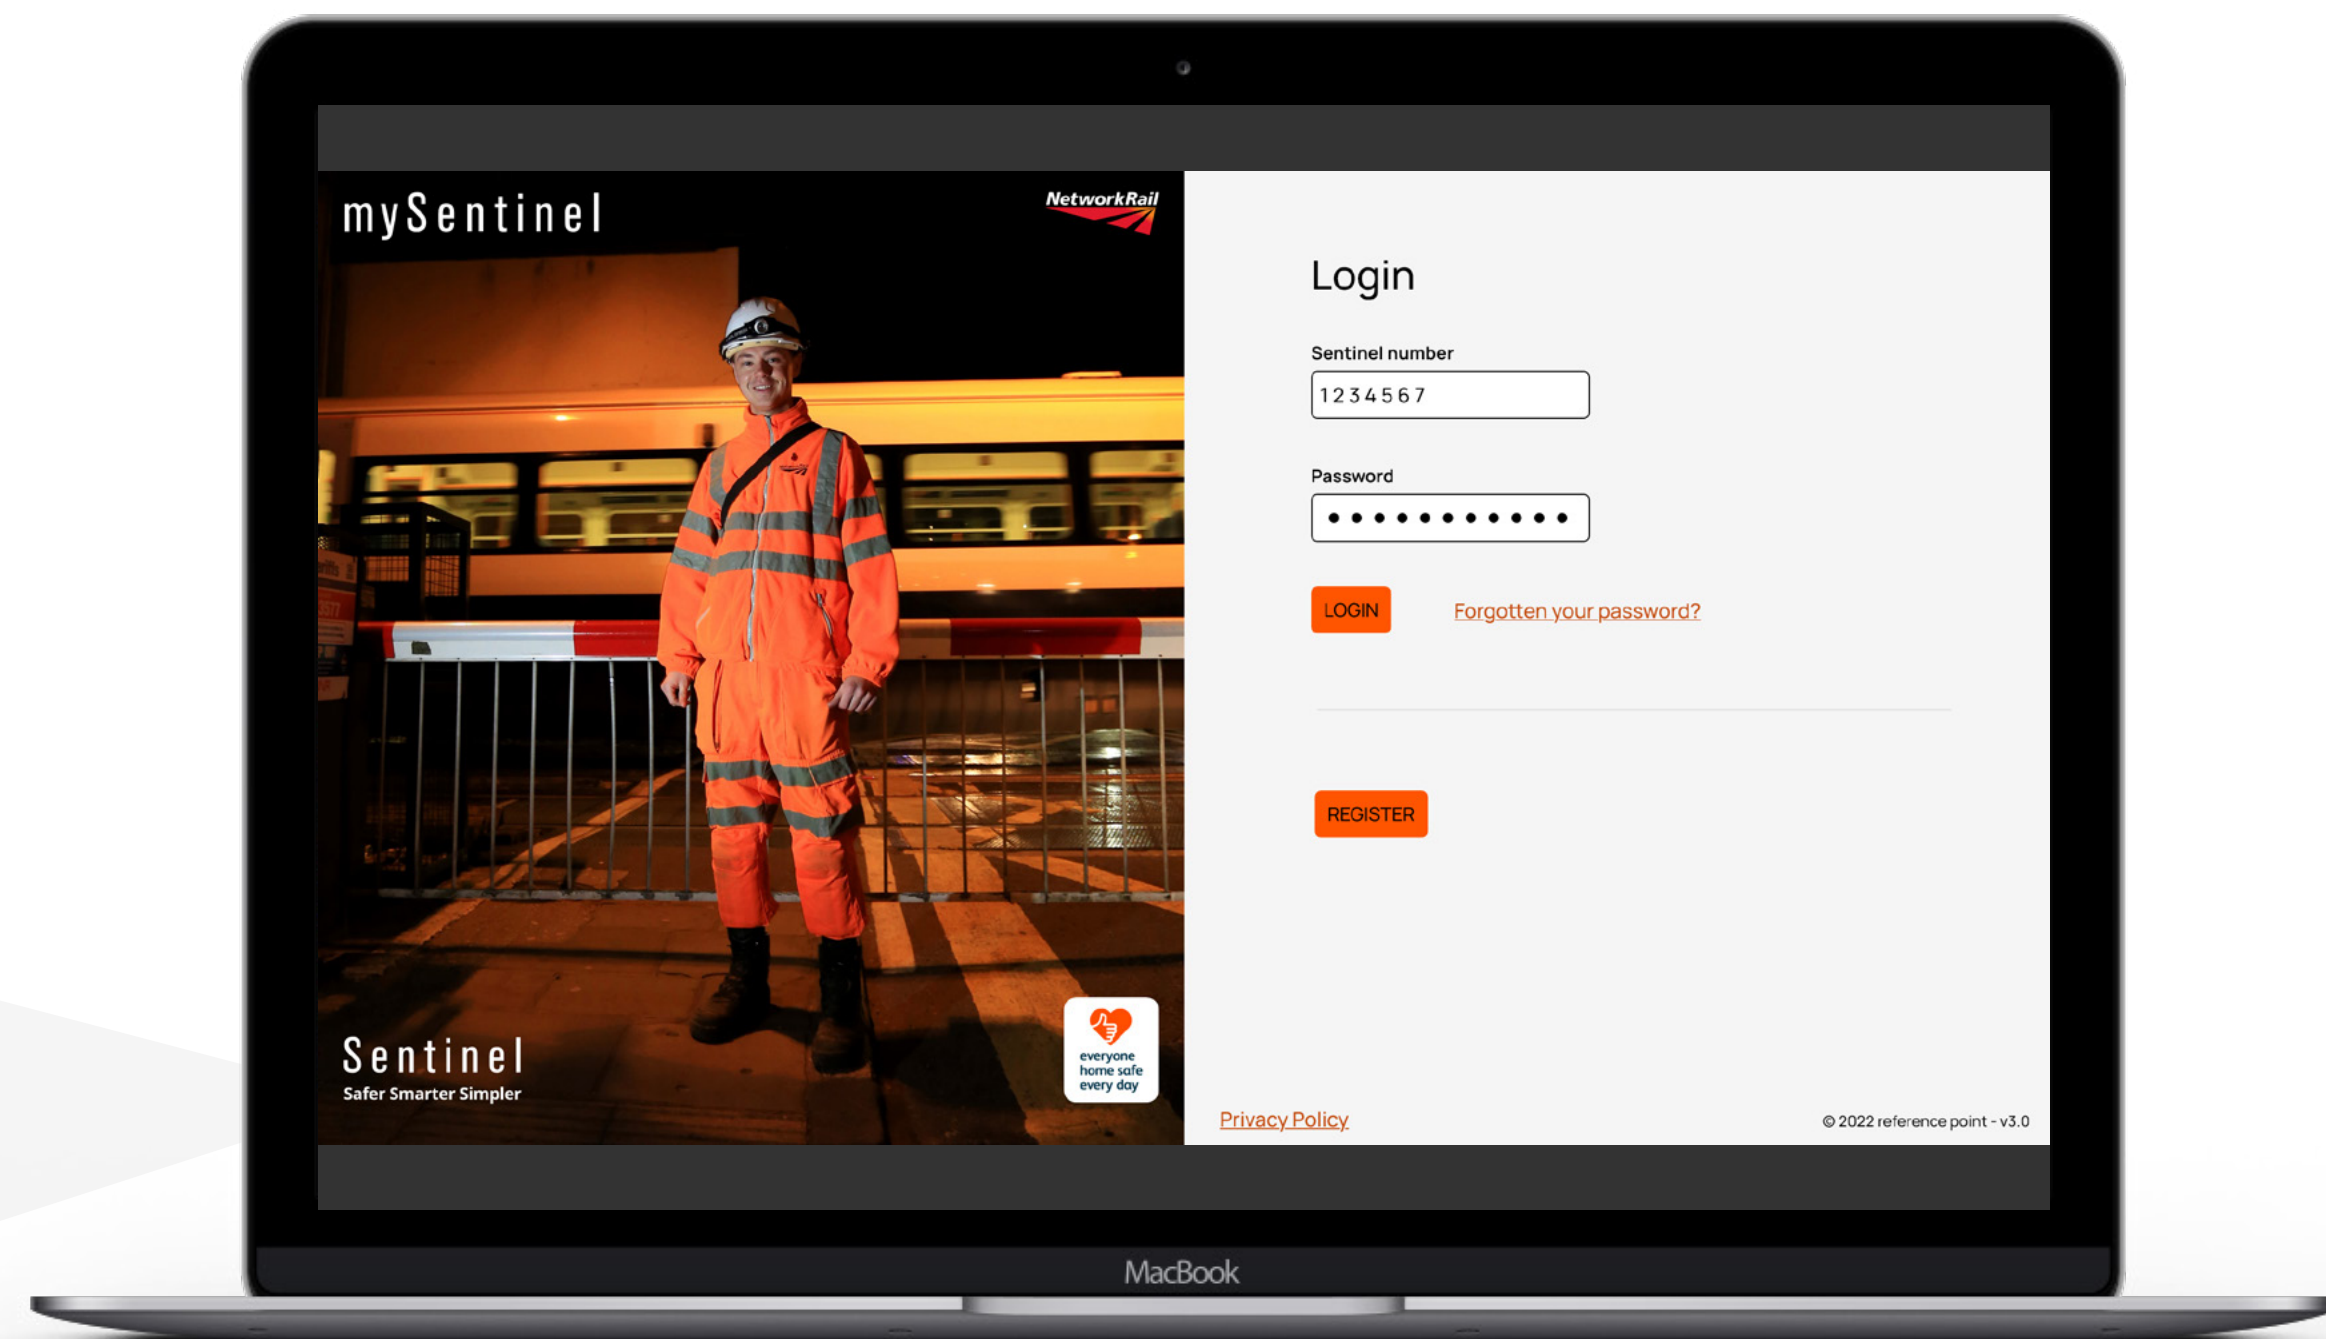 mySentinel
NetworkRail
Login
Sentinel number
1234567
Password
LOGIN
Forgotten your password?
REGISTER
Sentinel
Safer Smarter Simpler
everyone
home safe
every day
Privacy Policy
© 2022 reference point - v3.0
MacBook